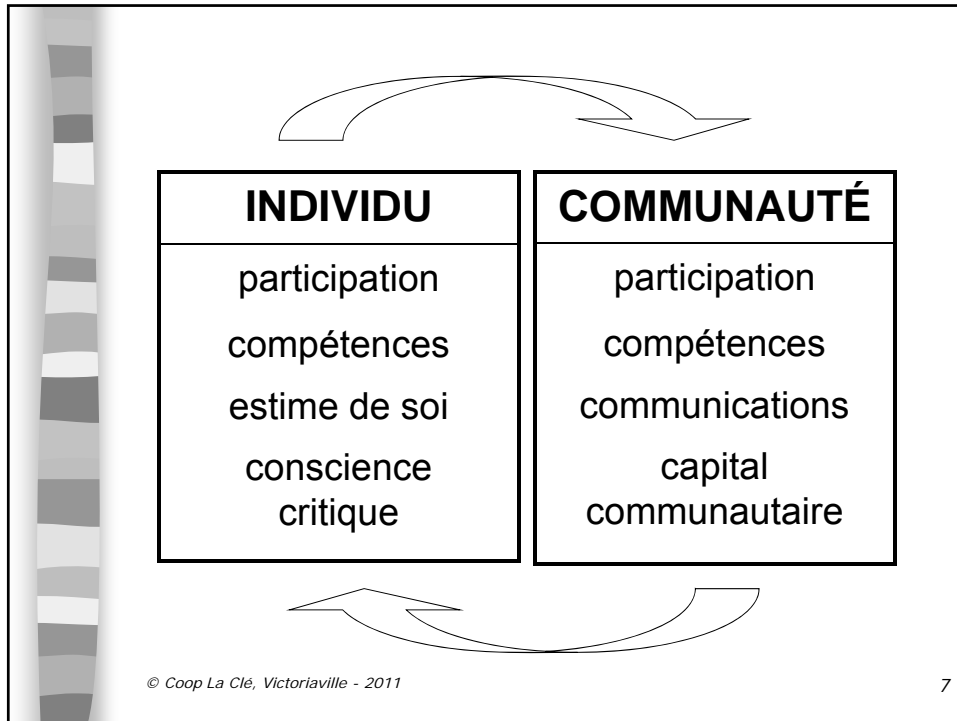 INDIVIDU
participation
compétences
estime de soi
conscience
critique
COMMUNAUTÉ
participation
compétences
communications
capital
communautaire
© Coop La Clé, Victoriaville - 2011
7